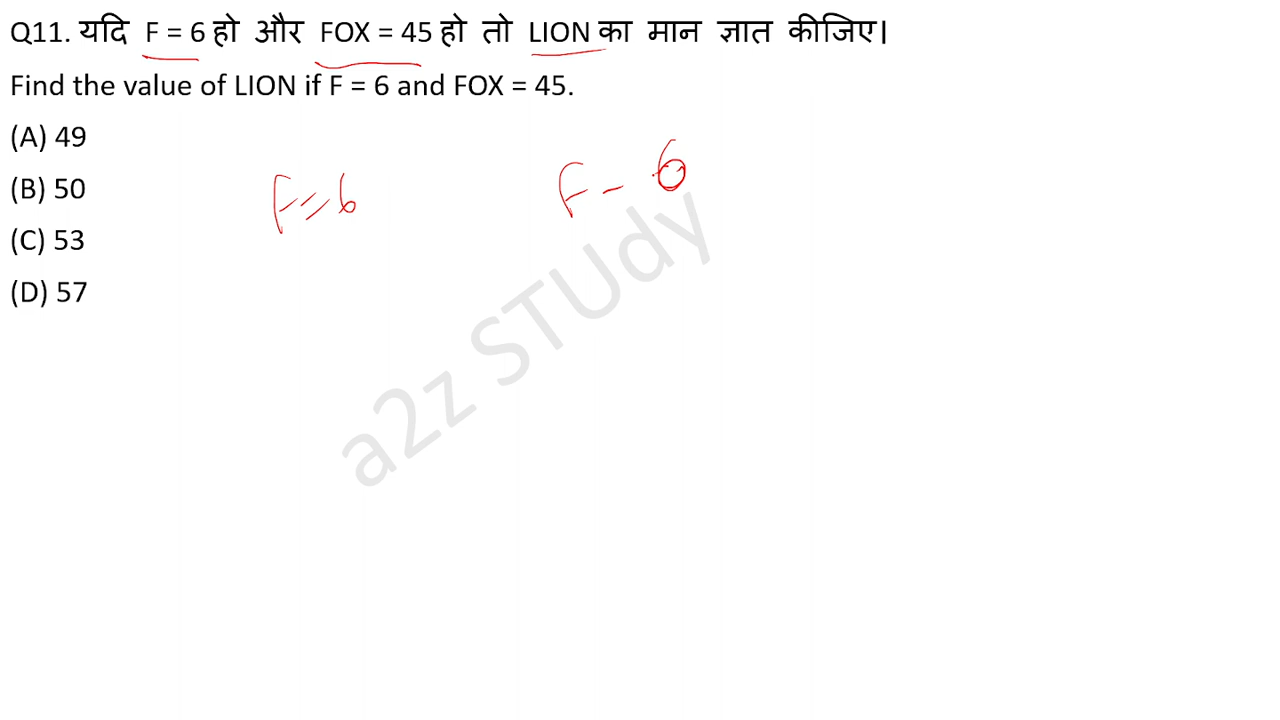 Q11. यदि F = 6 हो और FOX = 45 हो तो LION का मान ज्ञात कीजिए।
Find the value of LION if F = 6 and FOX = 45.
(A) 49
(B) 50
(C) 53
(D) 57
F = 6
F - 6
a2z STUdy